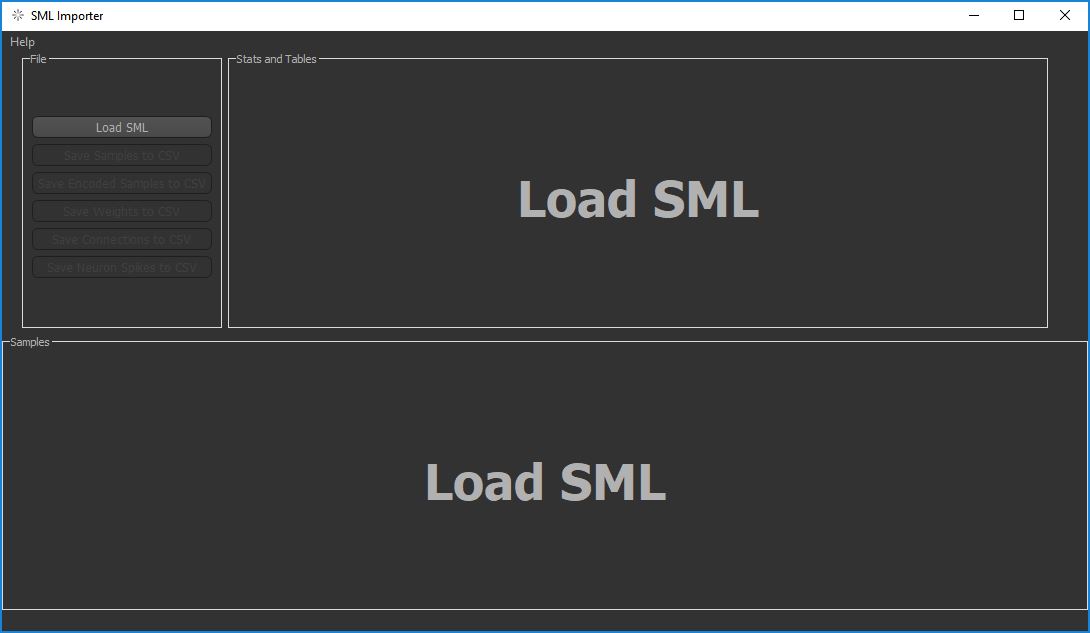 SML Importer
Help
File
Load SML
Save Samples to CSV
Save Encoded Samples to CSV
Save Weights to CSV
Save Connections to CSV
Save Neuron Spikes to CSV
Stats and Tables
Load SML
Samples
Load SML